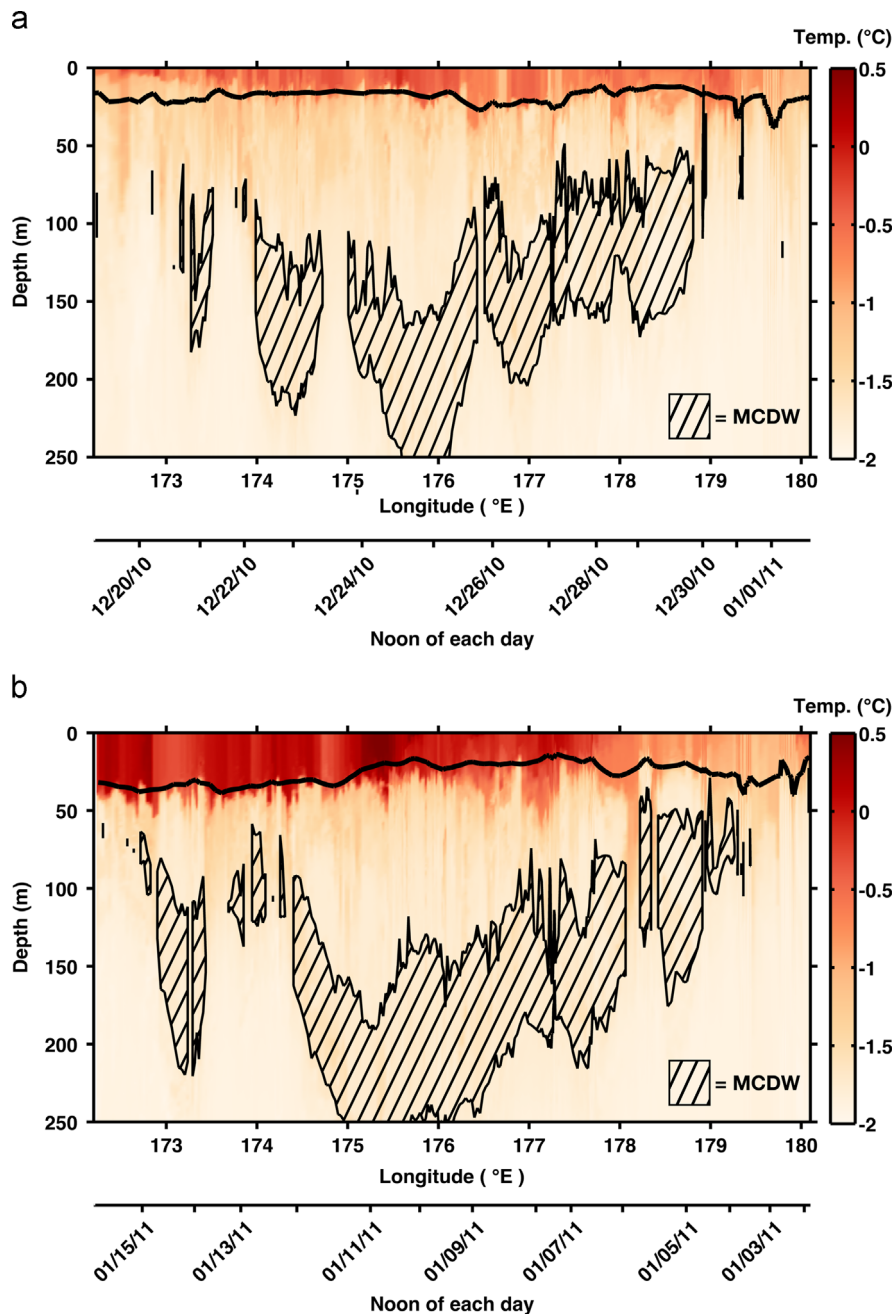 a
Temp. (°C)
0
50
100
150
200
250
Depth (m)
0.5
0
-0.5
-1
-1.5
-2
= MCDW
173 174 175 176 177 178 179 180
Longitude ( °E )
12/20/10 12/22/10 12/24/10 12/26/10 12/28/10 12/30/10 01/01/11
Noon of each day
b
Temp. (°C)
0
50
100
150
200
250
Depth (m)
0.5
0
-0.5
-1
-1.5
-2
= MCDW
173 174 175 176 177 178 179 180
Longitude ( °E )
01/15/11 01/13/11 01/11/11 01/09/11 01/07/11 01/05/11 01/03/11
Noon of each day